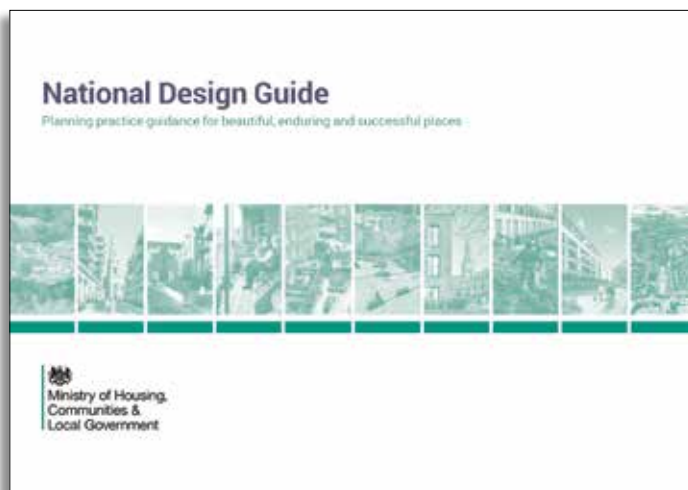 National Design Guide
Planning practice guidance for beautiful, enduring and successful places
Ministry of Housing,
Communities &
Local Government